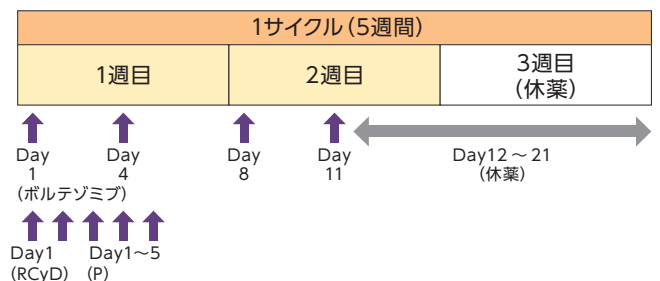 1サイクル(5週間)
1週目
2週目
3週目
(休薬)
Day
1
(ボルテゾミブ)
Day
4
Day
8
Day
11
Day12～21
(休薬)
Day1
(RCyD)
Day1～5
(P)